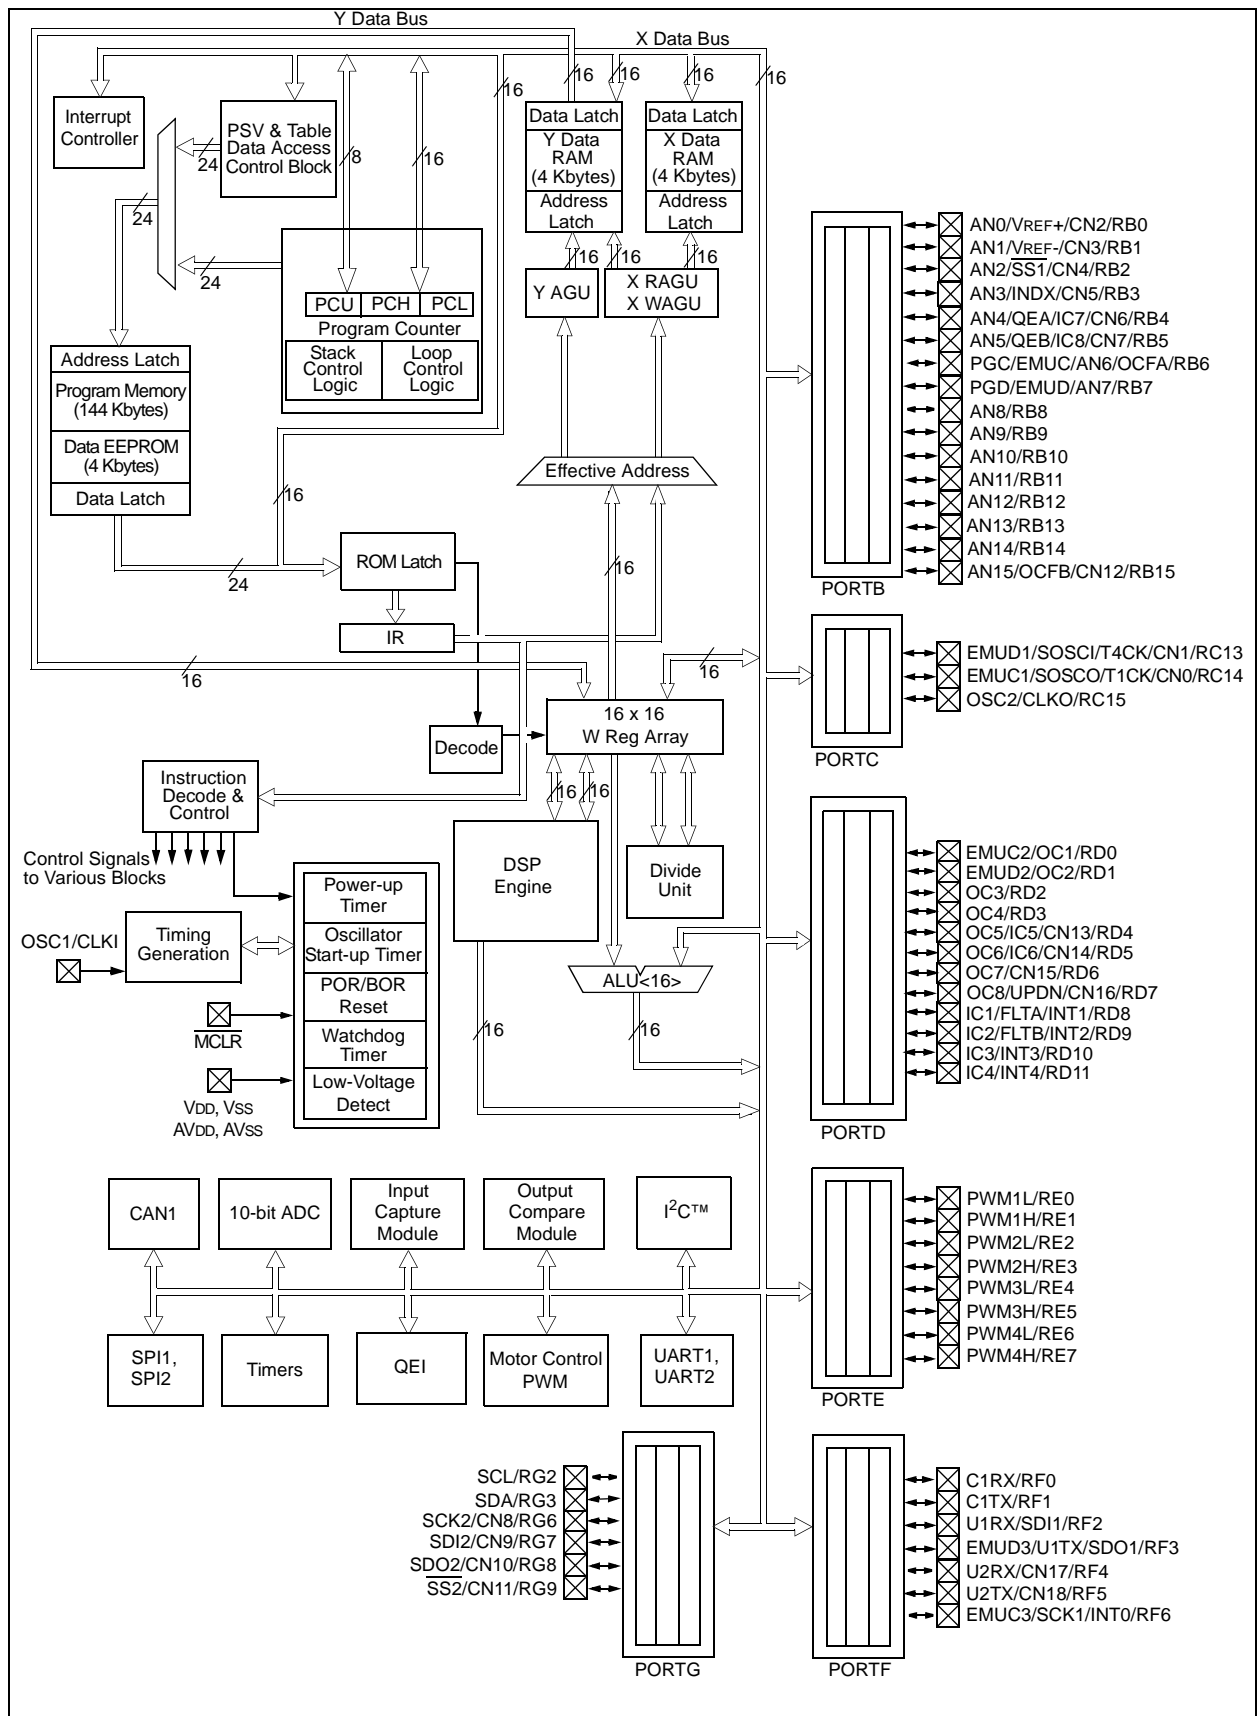 Y Data Bus
X Data Bus
16
16
16
16
16
Interrupt
Controller
PSV & Table
Data Access
Control Block
24
24
8
16
24
Data Latch
Y Data
RAM
(4 Kbytes)
Address
Latch
Data Latch
X Data
RAM
(4 Kbytes)
Address
Latch
16
16
16
Y AGU
X RAGU
X WAGU
PCU
PCH
PCL
Program Counter
Stack
Control
Logic
Loop
Control
Logic
Address Latch
Program Memory
(144 Kbytes)
Data EEPROM
(4 Kbytes)
Data Latch
Effective Address
16
24
ROM Latch
16
IR
16
16
16 x 16
W Reg Array
Decode
Instruction
Decode &
Control
16
16
Control Signals
to Various Blocks
DSP
Engine
Divide
Unit
Power-up
Timer
Oscillator
Start-up Timer
POR/BOR
Reset
Watchdog
Timer
Low-Voltage
Detect
OSC1/CLKI
Timing
Generation
MCLR
VDD, VSS
AVDD, AVSS
ALU<16>
16
16
CAN1
10-bit ADC
Input
Capture
Module
Output
Compare
Module
I²C™
SPI1,
SPI2
Timers
QEI
Motor Control
PWM
UART1,
UART2
AN0/VREF+/CN2/RB0
AN1/VREF-/CN3/RB1
AN2/SS1/CN4/RB2
AN3/INDX/CN5/RB3
AN4/QEA/IC7/CN6/RB4
AN5/QEB/IC8/CN7/RB5
PGC/EMUC/AN6/OCFA/RB6
PGD/EMUD/AN7/RB7
AN8/RB8
AN9/RB9
AN10/RB10
AN11/RB11
AN12/RB12
AN13/RB13
AN14/RB14
AN15/OCFB/CN12/RB15
PORTB
EMUD1/SOSCI/T4CK/CN1/RC13
EMUC1/SOSCO/T1CK/CN0/RC14
OSC2/CLKO/RC15
PORTC
EMUC2/OC1/RD0
EMUD2/OC2/RD1
OC3/RD2
OC4/RD3
OC5/IC5/CN13/RD4
OC6/IC6/CN14/RD5
OC7/CN15/RD6
OC8/UPDN/CN16/RD7
IC1/FLTA/INT1/RD8
IC2/FLTB/INT2/RD9
IC3/INT3/RD10
IC4/INT4/RD11
PORTD
PWM1L/RE0
PWM1H/RE1
PWM2L/RE2
PWM2H/RE3
PWM3L/RE4
PWM3H/RE5
PWM4L/RE6
PWM4H/RE7
PORTE
SCL/RG2
SDA/RG3
SCK2/CN8/RG6
SDI2/CN9/RG7
SDO2/CN10/RG8
SS2/CN11/RG9
PORTG
C1RX/RF0
C1TX/RF1
U1RX/SDI1/RF2
EMUD3/U1TX/SDO1/RF3
U2RX/CN17/RF4
U2TX/CN18/RF5
EMUC3/SCK1/INT0/RF6
PORTF